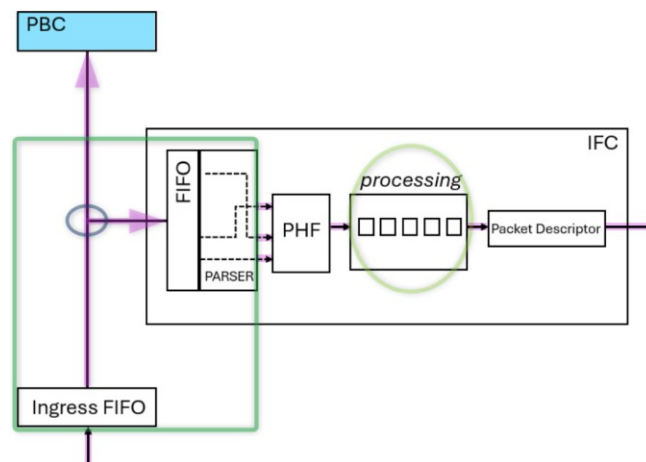 PBC
IFC
FIFO
processing
PHF
Packet Descriptor
PARSER
Ingress FIFO